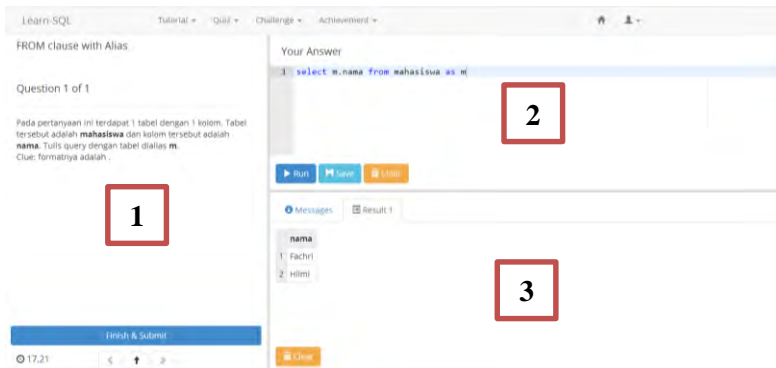 Learn-SQL Tutorial Quiz Challenge Achievement
FROM clause with Alias
Question 1 of 1
Pada pertanyaan ini terdapat 1 tabel dengan 1 kolom. Tabel
tersebut adalah mahasiswa dan kolom tersebut adalah
nama. Tulis query dengan tabel dialias m.
Clue: formatnya adalah .
1
Finish & Submit
17.21
Your Answer
1 select m.nama from mahasiswa as m
2
Run Save
Messages Result 1
nama
1 Fachri
2 Hilmi
3
Clear